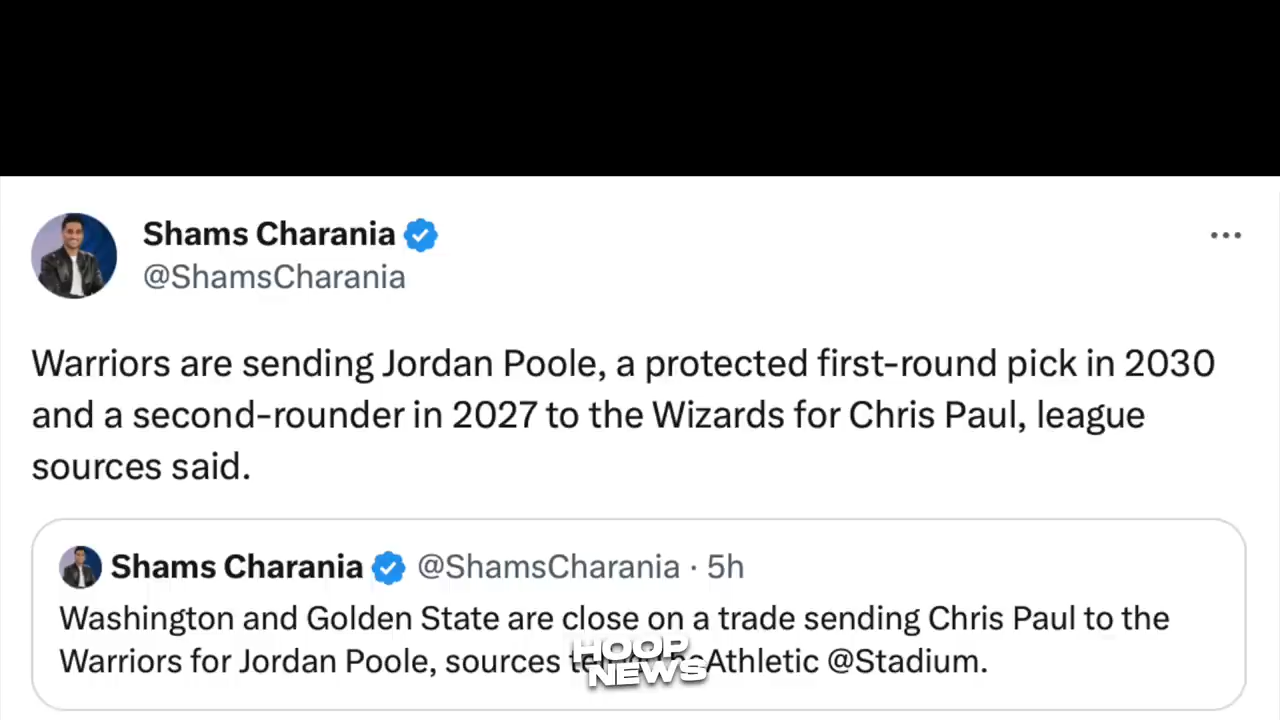 Shams Charania
@ShamsCharania
Warriors are sending Jordan Poole, a protected first-round pick in 2030
and a second-rounder in 2027 to the Wizards for Chris Paul, league
sources said.
Shams Charania @ShamsCharania · 5h
Washington and Golden State are close on a trade sending Chris Paul to the
Warriors for Jordan Poole, sources Athletic @Stadium.
HOOP
NEWS